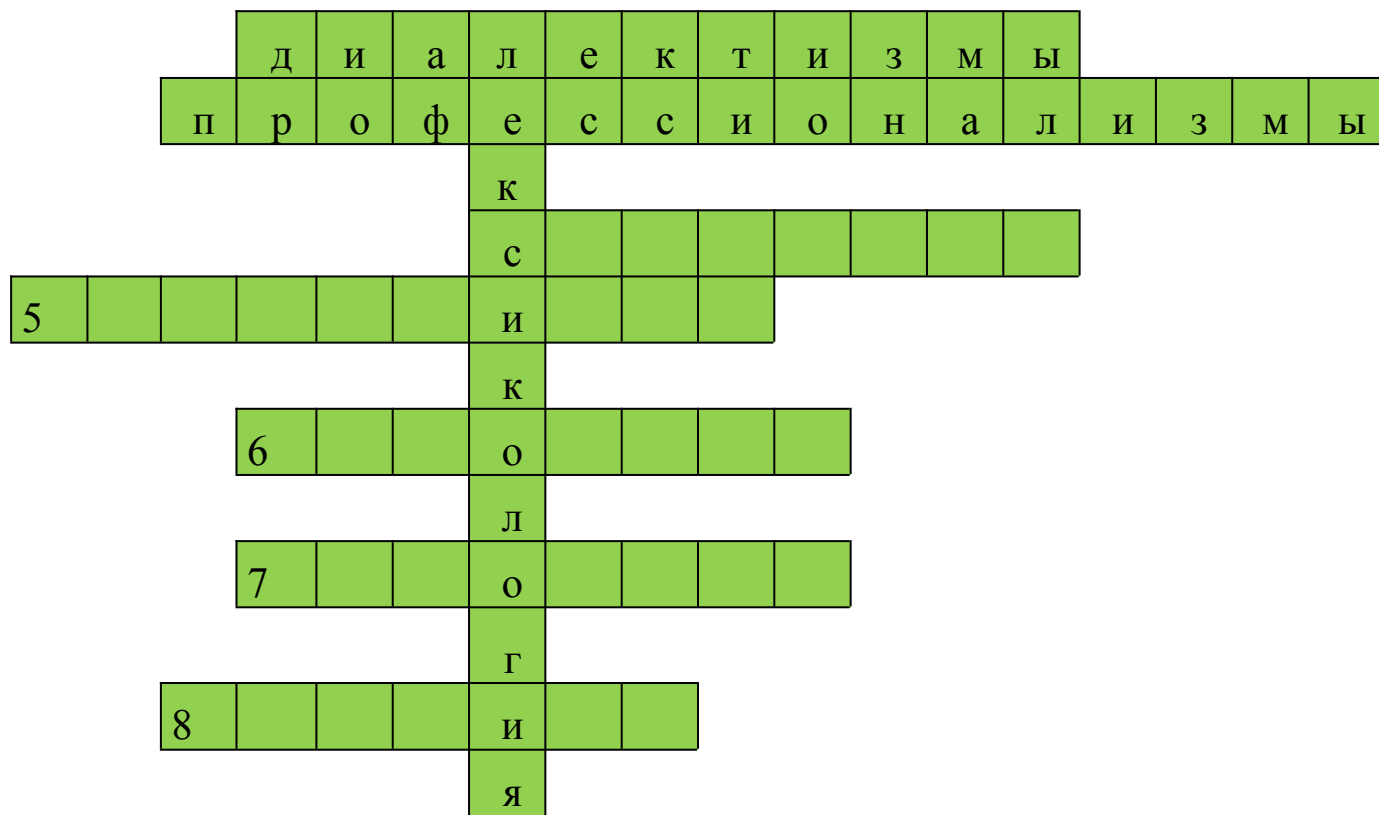 диалектизмы
профессионализмы
к
с
5 и
к
6 о
л
7 о
г
8 и
я